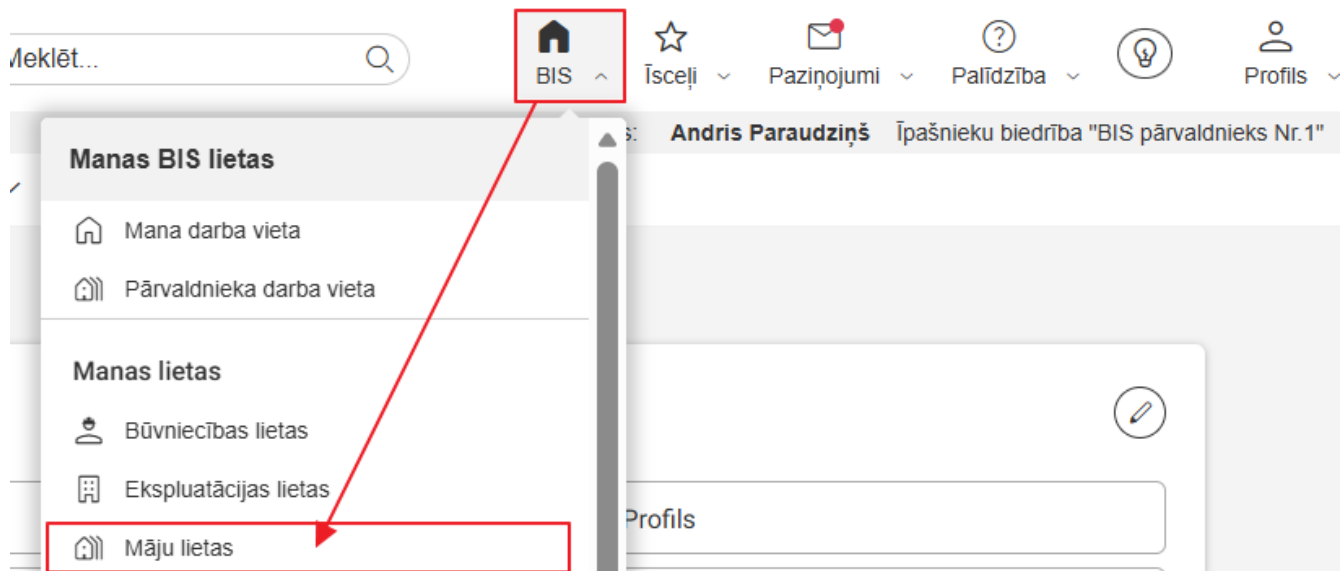 Meklēt...
BIS
Īsceļi
Paziņojumi
Palīdzība
Profils
s: Andris Paraudziņš Īpašnieku biedrība "BIS pārvaldnieks Nr.1"
Manas BIS lietas
Mana darba vieta
Pārvaldnieka darba vieta
Manas lietas
Būvniecības lietas
Ekspluatācijas lietas
Profils
Māju lietas